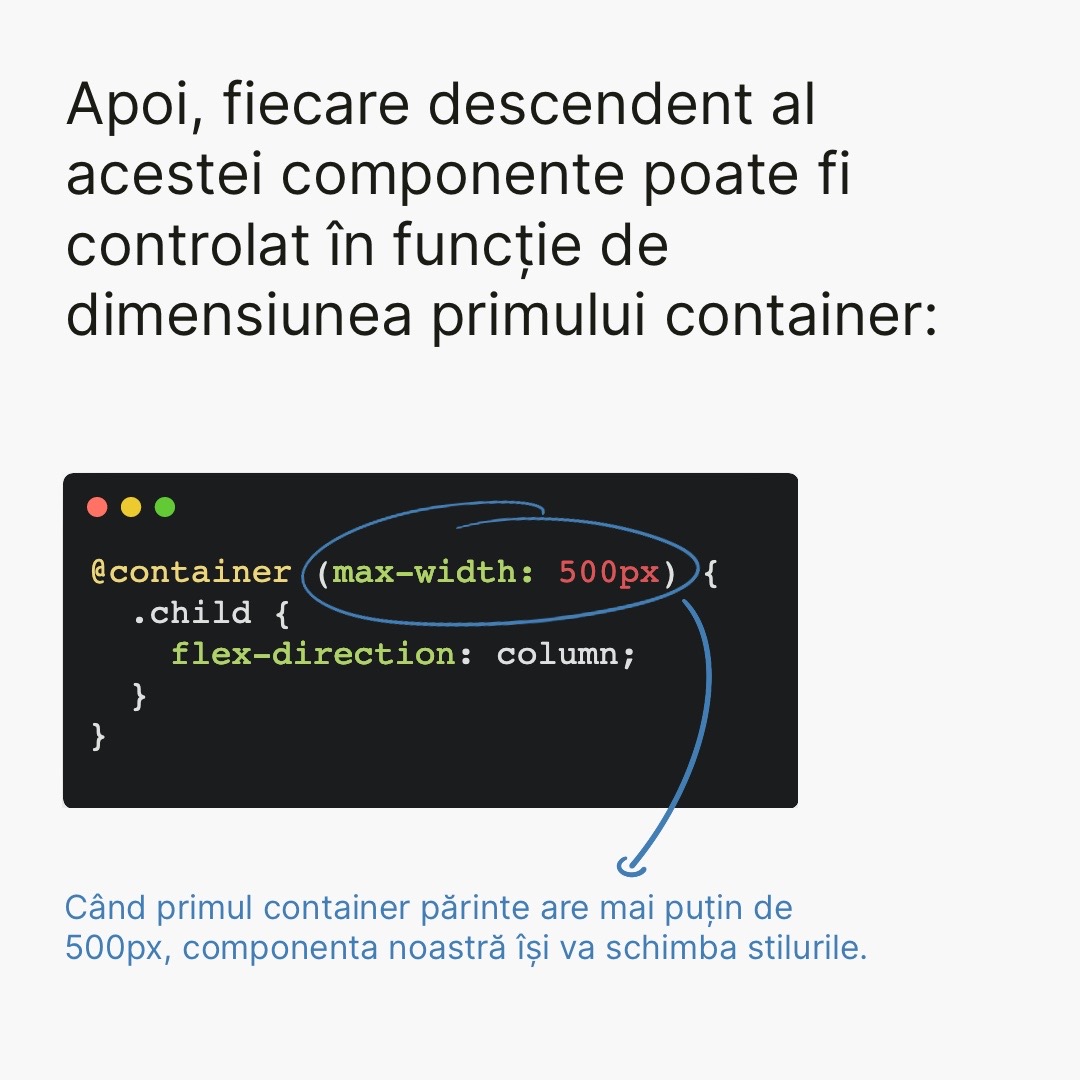 Apoi, fiecare descendent al
acestei componente poate fi
controlat în funcție de
dimensiunea primului container:
@container (max-width: 500px) {
  .child {
    flex-direction: column;
  }
}
Când primul container părinte are mai puțin de
500px, componenta noastră își va schimba stilurile.